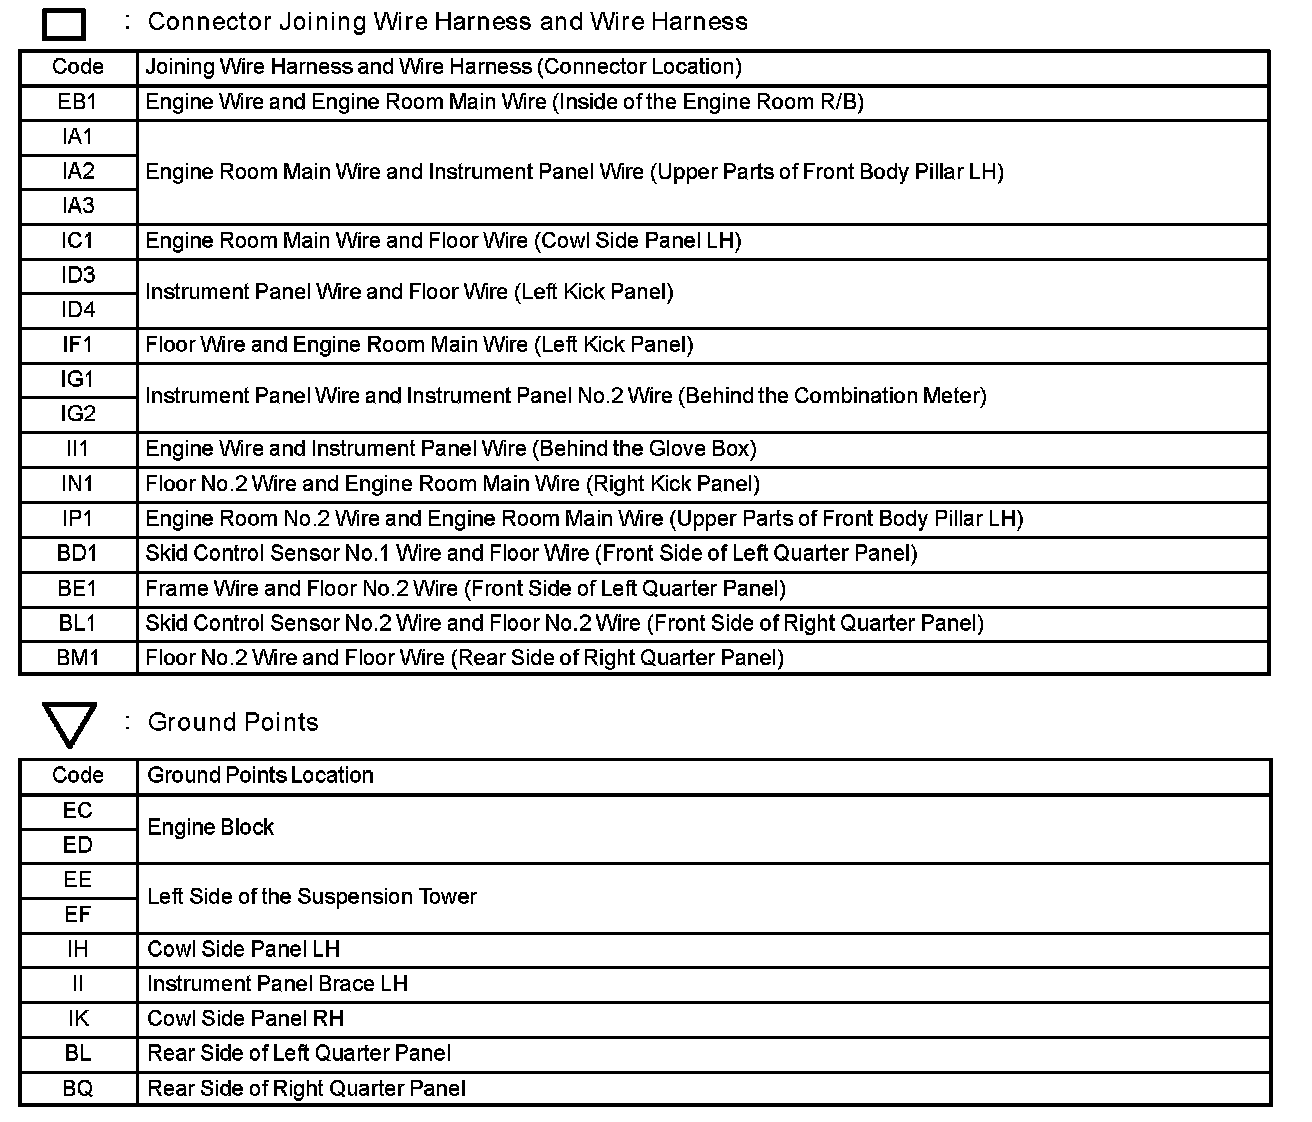 : Connector Joining Wire Harness and Wire Harness
Code Joining Wire Harness and Wire Harness (Connector Location)
EB1 Engine Wire and Engine Room Main Wire (Inside of the Engine Room R/B)
IA1
IA2 Engine Room Main Wire and Instrument Panel Wire (Upper Parts of Front Body Pillar LH)
IA3
IC1 Engine Room Main Wire and Floor Wire (Cowl Side Panel LH)
ID3
Instrument Panel Wire and Floor Wire (Left Kick Panel)
ID4
IF1 Floor Wire and Engine Room Main Wire (Left Kick Panel)
IG1
Instrument Panel Wire and Instrument Panel No.2 Wire (Behind the Combination Meter)
IG2
II1 Engine Wire and Instrument Panel Wire (Behind the Glove Box)
IN1 Floor No.2 Wire and Engine Room Main Wire (Right Kick Panel)
IP1 Engine Room No.2 Wire and Engine Room Main Wire (Upper Parts of Front Body Pillar LH)
BD1 Skid Control Sensor No.1 Wire and Floor Wire (Front Side of Left Quarter Panel)
BE1 Frame Wire and Floor No.2 Wire (Front Side of Left Quarter Panel)
BL1 Skid Control Sensor No.2 Wire and Floor No.2 Wire (Front Side of Right Quarter Panel)
BM1 Floor No.2 Wire and Floor Wire (Rear Side of Right Quarter Panel)
: Ground Points
Code Ground Points Location
EC
Engine Block
ED
EE
Left Side of the Suspension Tower
EF
IH Cowl Side Panel LH
II Instrument Panel Brace LH
IK Cowl Side Panel RH
BL Rear Side of Left Quarter Panel
BQ Rear Side of Right Quarter Panel